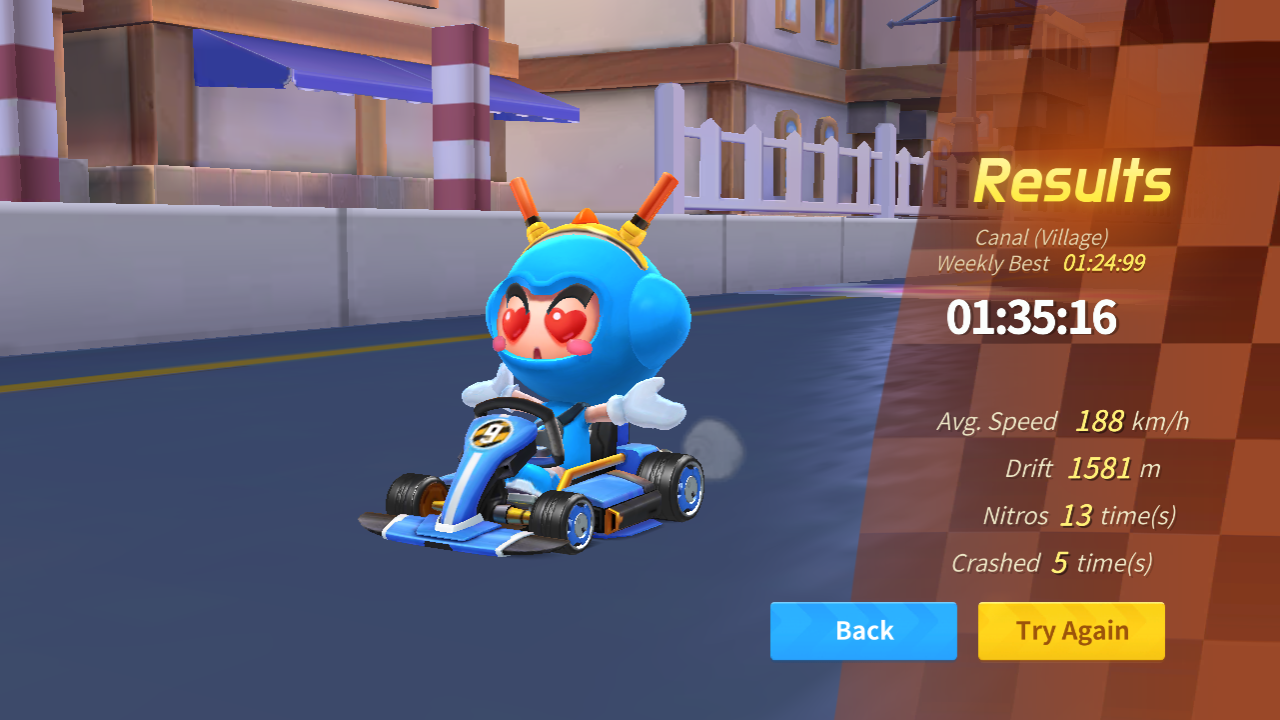 Results
Canal (Village)
Weekly Best 01:24:99
01:35:16
Avg. Speed 188 km/h
Drift 1581 m
Nitros 13 time(s)
Crashed 5 time(s)
9
Back
Try Again